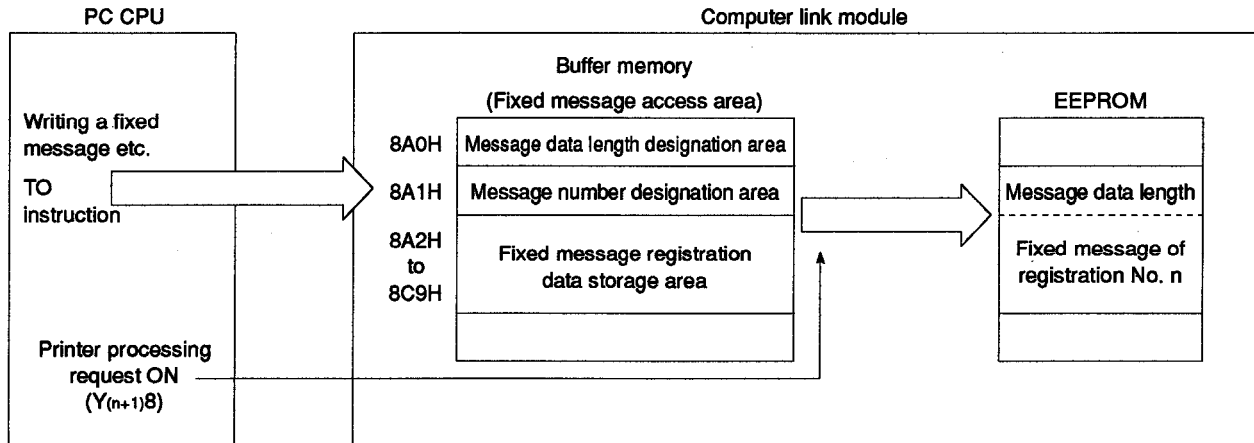 PC CPU
Computer link module
Writing a fixed
message etc.
TO
instruction
Printer processing
request ON
(Y(n+1)8)
Buffer memory
(Fixed message access area)
8A0H
Message data length designation area
8A1H
Message number designation area
8A2H
to
8C9H
Fixed message registration
data storage area
EEPROM
Message data length
Fixed message of
registration No. n